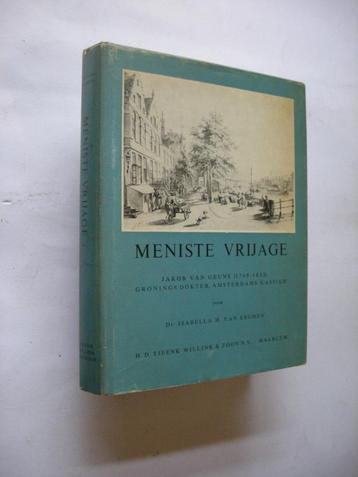 MENISTE VRIJAGE
JAKOB VAN GEUNS (1769-1832)
GRONINGS DOKTER, AMSTERDAMS KASSIER
DOOR
Dr. ISABELLA H. VAN EEGHEN
H. D. TJEENK WILLINK & ZOON N.V. - HAARLEM
MENISTE VRIJAGE